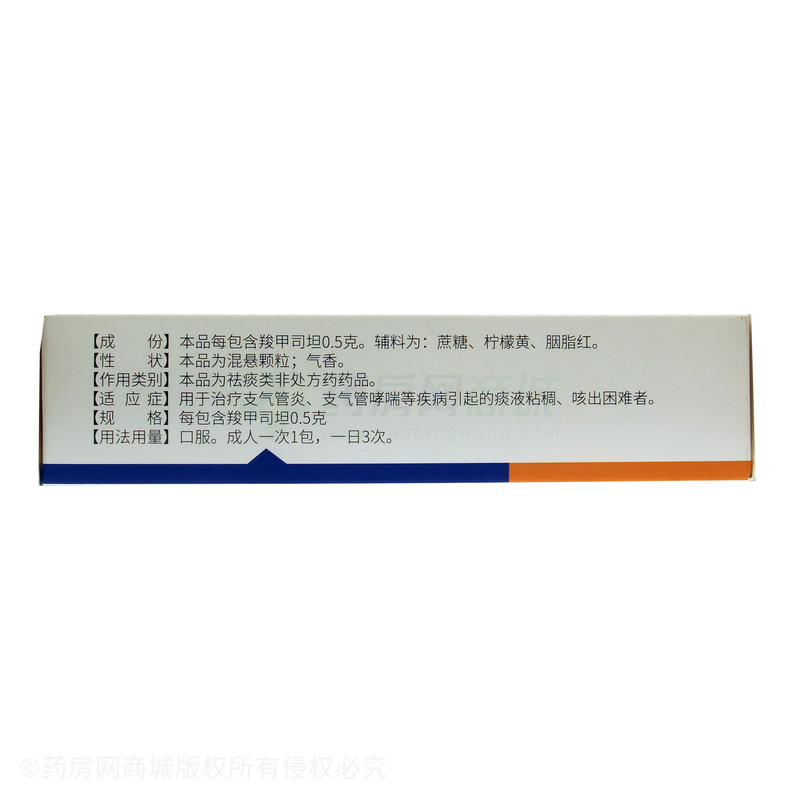 【成 份】本品每包含羧甲司坦0.5克。辅料为：蔗糖、柠檬黄、胭脂红。
【性 状】本品为混悬颗粒；气香。
【作用类别】本品为祛痰类非处方药药品。
【适 应 症】用于治疗支气管炎、支气管哮喘等疾病引起的痰液粘稠、咳出困难者。
【规 格】每包含羧甲司坦0.5克
【用法用量】口服。成人一次1包，一日3次。
药房网商城
©药房网商城版权所有侵权必究